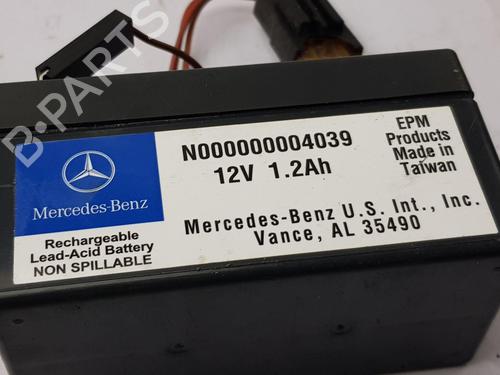 N000000004039
12V 1.2Ah
EPM
Products
Made in
Taiwan
Mercedes-Benz
Mercedes-Benz U.S. Int., Inc.
Vance, AL 35490
Rechargeable
Lead-Acid Battery
NON SPILLABLE
B-PARTS